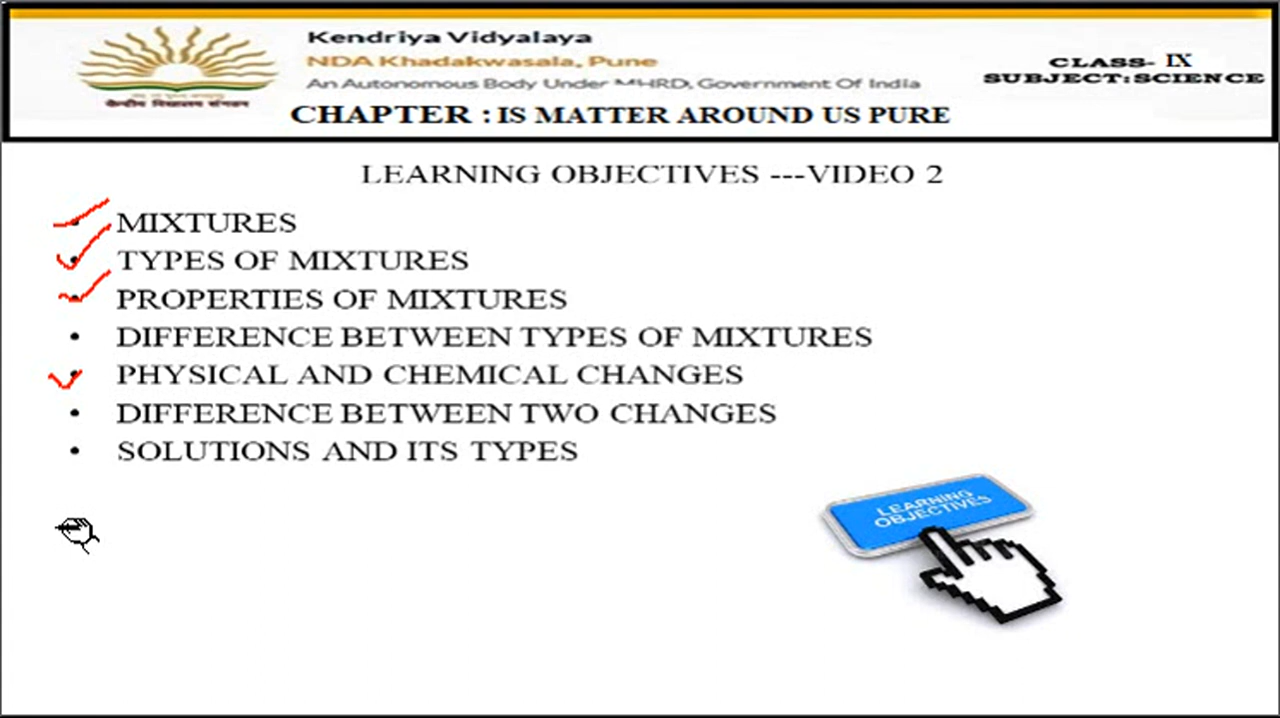 Kendriya Vidyalaya
NDA Khadakwasala, Pune
An Autonomous Body Under MHRD, Government Of India
CLASS- IX
SUBJECT:SCIENCE
केन्द्रीय विद्यालय संगठन
CHAPTER : IS MATTER AROUND US PURE
LEARNING OBJECTIVES ---VIDEO 2
• MIXTURES
• TYPES OF MIXTURES
• PROPERTIES OF MIXTURES
• DIFFERENCE BETWEEN TYPES OF MIXTURES
• PHYSICAL AND CHEMICAL CHANGES
• DIFFERENCE BETWEEN TWO CHANGES
• SOLUTIONS AND ITS TYPES
LEARNING
OBJECTIVES